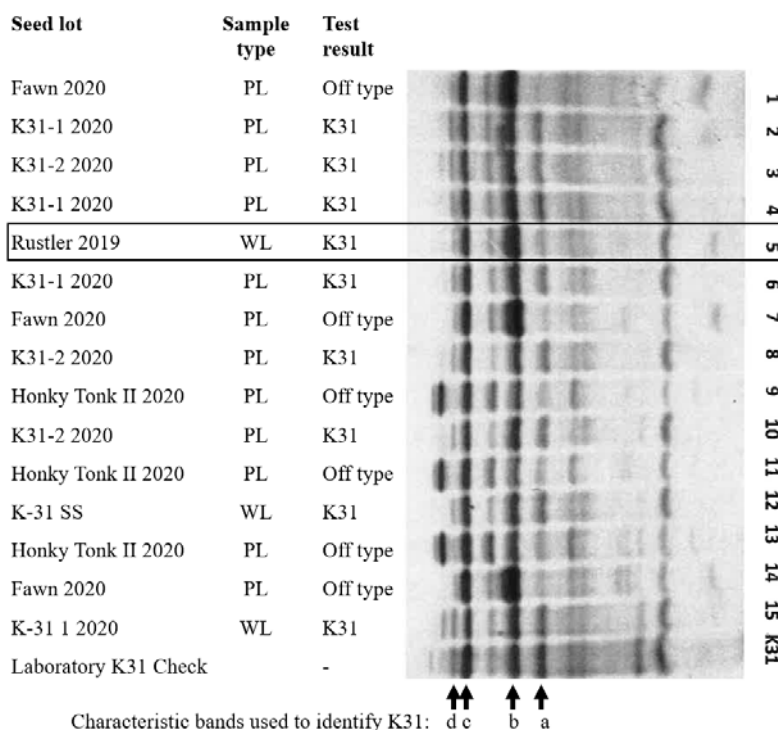 Seed lot Sample type Test result
Fawn 2020 PL Off type 1
K31-1 2020 PL K31 2
K31-2 2020 PL K31 3
K31-1 2020 PL K31 4
Rustler 2019 WL K31 5
K31-1 2020 PL K31 6
Fawn 2020 PL Off type 7
K31-2 2020 PL K31 8
Honky Tonk II 2020 PL Off type 9
K31-2 2020 PL K31 10
Honky Tonk II 2020 PL Off type 11
K-31 SS WL K31 12
Honky Tonk II 2020 PL Off type 13
Fawn 2020 PL Off type 14
K-31 1 2020 WL K31 15
Laboratory K31 Check - K31
Characteristic bands used to identify K31: d c b a